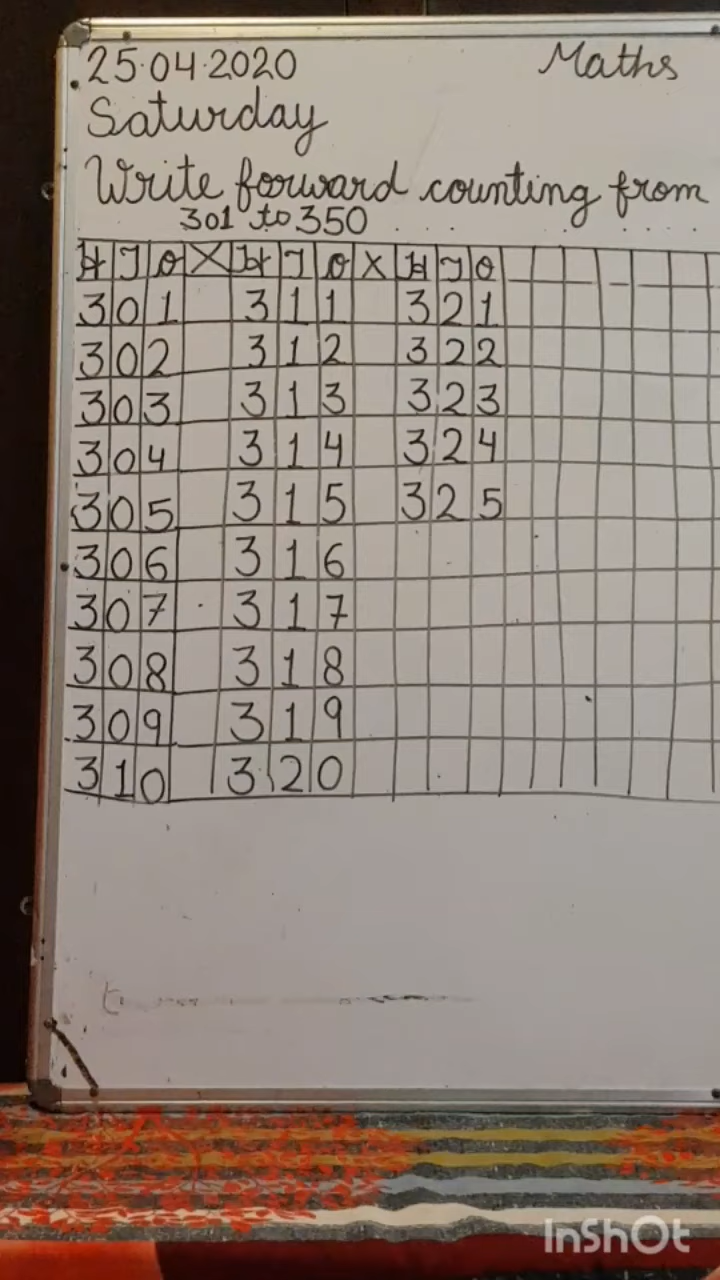 25.04.2020 Maths
Saturday
Write forward counting from
301 to 350
H T O X H T O X H T O
301 311 321
302 312 322
303 313 323
304 314 324
305 315 325
306 316
307 317
308 318
309 319
310 320
InShOt